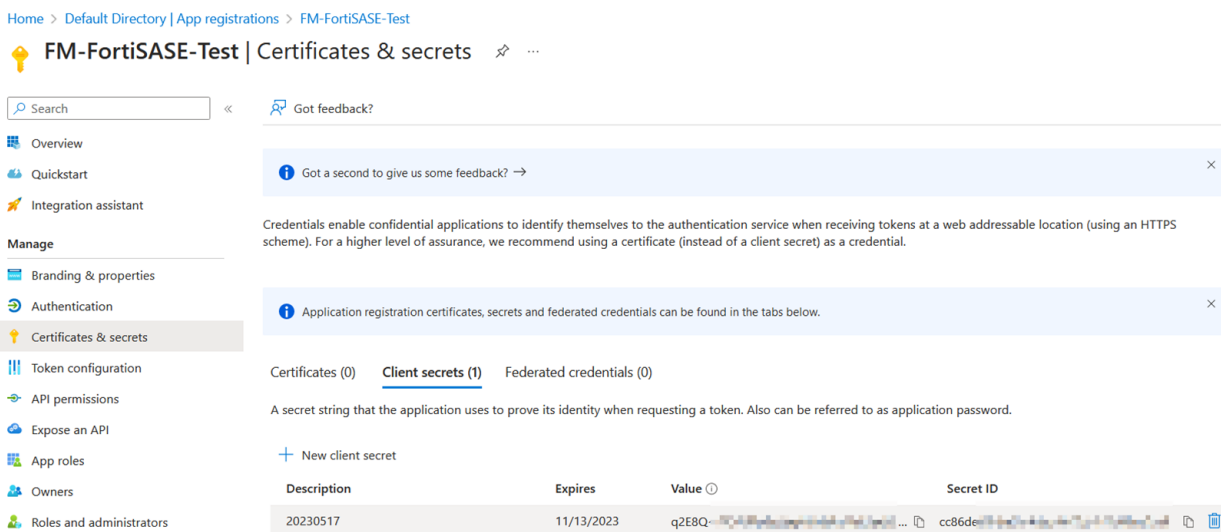 Home > Default Directory | App registrations > FM-FortiSASE-Test
FM-FortiSASE-Test | Certificates & secrets
Search
Overview
Quickstart
Integration assistant
Manage
Branding & properties
Authentication
Certificates & secrets
Token configuration
API permissions
Expose an API
App roles
Owners
Roles and administrators
Got feedback?
Got a second to give us some feedback?
Credentials enable confidential applications to identify themselves to the authentication service when receiving tokens at a web addressable location (using an HTTPS
scheme). For a higher level of assurance, we recommend using a certificate (instead of a client secret) as a credential.
Application registration certificates, secrets and federated credentials can be found in the tabs below.
Certificates (0) Client secrets (1) Federated credentials (0)
A secret string that the application uses to prove its identity when requesting a token. Also can be referred to as application password.
New client secret
Description Expires Value Secret ID
20230517 11/13/2023 q2E8Q- ... cc86de